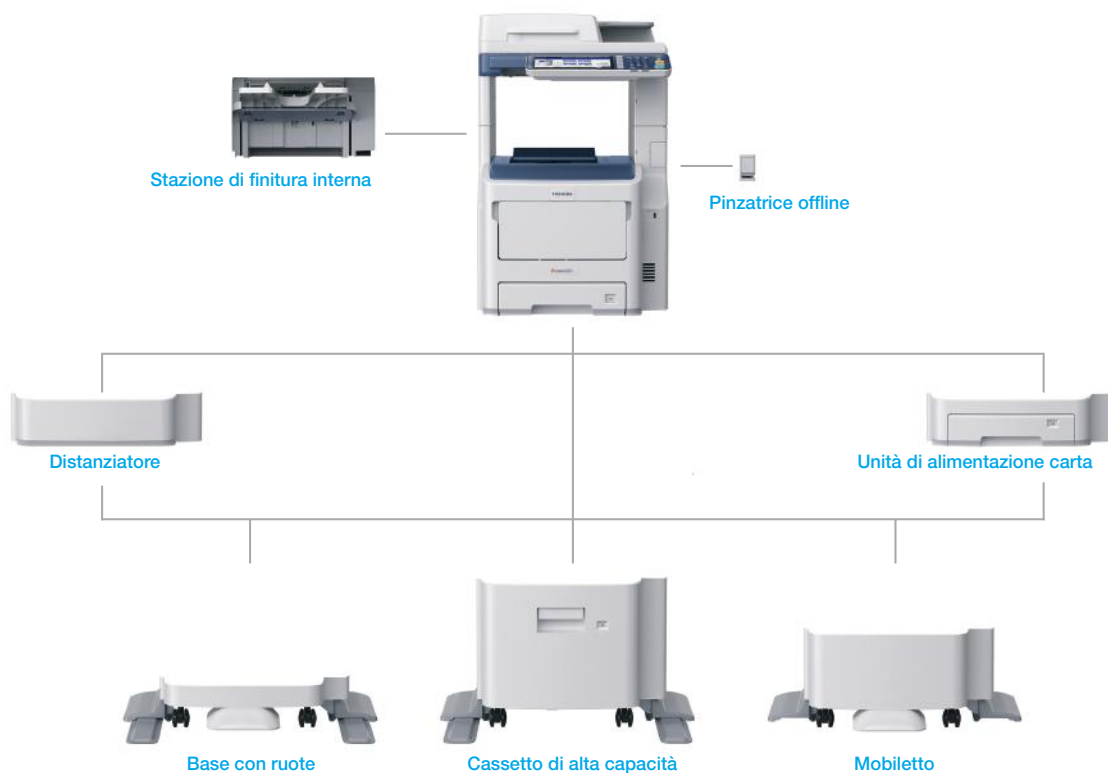 Stazione di finitura interna
Pinzatrice offline
TOSHIBA
Distanziatore
Unità di alimentazione carta
Base con ruote
Cassetto di alta capacità
Mobiletto